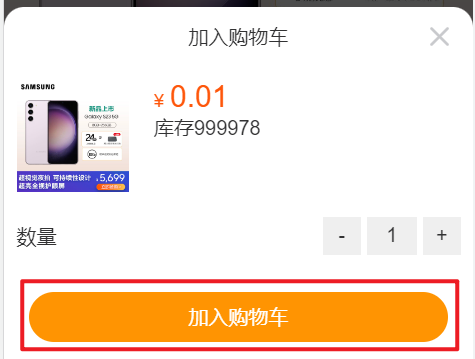 加入购物车
SAMSUNG
新品上市
Galaxy S23 5G
24
超视觉夜拍 可持续性设计
超亮全视护眼屏
¥5,699
¥ 0.01
库存999978
数量
- 1 +
加入购物车